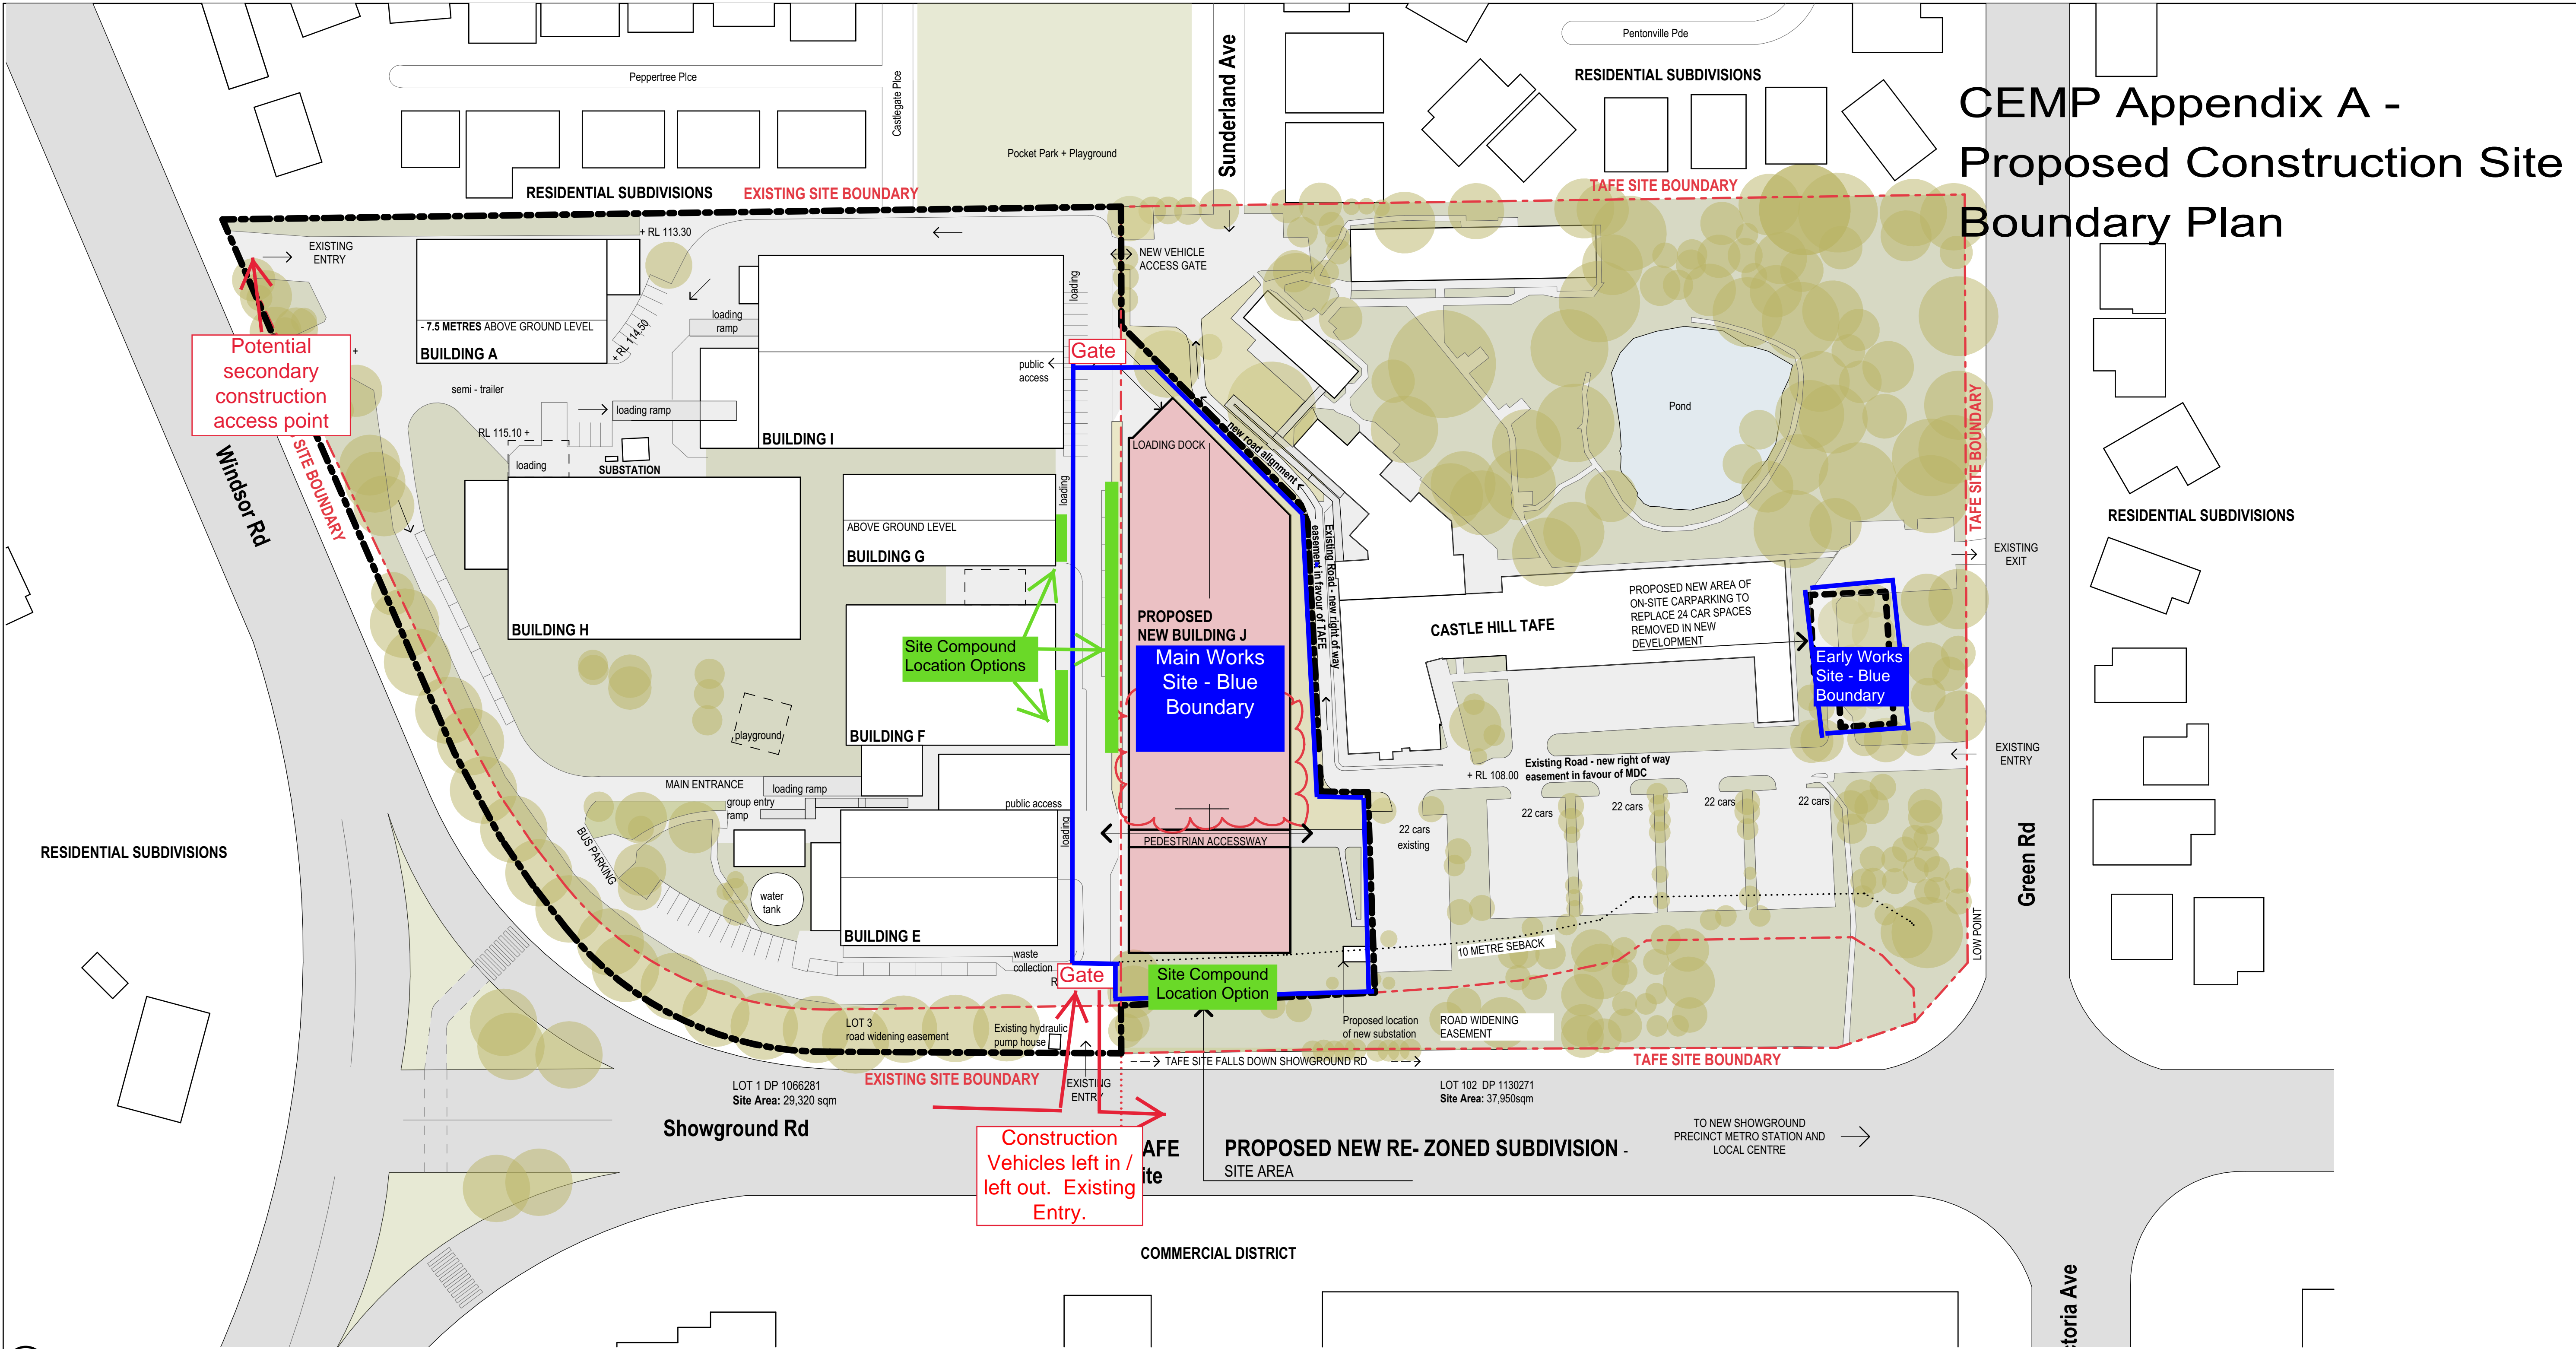 CEMP Appendix A -
Proposed Construction Site
Boundary Plan
Pentonville Pde
RESIDENTIAL SUBDIVISIONS
Peppertree Plce
Castlegate Plce
Sunderland Ave
Pocket Park + Playground
RESIDENTIAL SUBDIVISIONS
EXISTING SITE BOUNDARY
TAFE SITE BOUNDARY
EXISTING
ENTRY
+ RL 113.30
NEW VEHICLE
ACCESS GATE
loading
loading
ramp
- 7.5 METRES ABOVE GROUND LEVEL
BUILDING A
+ RL 114.50
Potential
secondary
construction
access point
+
Gate
public
access
semi - trailer
loading ramp
RL 115.10 +
BUILDING I
loading
SUBSTATION
SITE BOUNDARY
Windsor Rd
LOADING DOCK
new road alignment
Pond
TAFE SITE BOUNDARY
RESIDENTIAL SUBDIVISIONS
loading
ABOVE GROUND LEVEL
BUILDING G
Existing Road - new right of way
easement in favour of TAFE
EXISTING
EXIT
PROPOSED NEW AREA OF
ON-SITE CARPARKING TO
REPLACE 24 CAR SPACES
REMOVED IN NEW
DEVELOPMENT
BUILDING H
PROPOSED
NEW BUILDING J
CASTLE HILL TAFE
Site Compound
Location Options
Main Works
Site - Blue
Boundary
Early Works
Site - Blue
Boundary
playground
BUILDING F
EXISTING
ENTRY
Existing Road - new right of way
easement in favour of MDC
+ RL 108.00
MAIN ENTRANCE
loading ramp
group entry
ramp
public access
22 cars
22 cars
22 cars
22 cars
22 cars
existing
loading
PEDESTRIAN ACCESSWAY
BUS PARKING
RESIDENTIAL SUBDIVISIONS
Green Rd
water
tank
BUILDING E
LOW POINT
10 METRE SEBACK
waste
collection
R
Gate
Site Compound
Location Option
LOT 3
road widening easement
Existing hydraulic
pump house
Proposed location
of new substation
ROAD WIDENING
EASEMENT
TAFE SITE FALLS DOWN SHOWGROUND RD
TAFE SITE BOUNDARY
EXISTING SITE BOUNDARY
EXISTING
ENTRY
LOT 1 DP 1066281
Site Area: 29,320 sqm
LOT 102 DP 1130271
Site Area: 37,950sqm
Showground Rd
Construction
Vehicles left in /
left out. Existing
Entry.
AFE
ite
PROPOSED NEW RE- ZONED SUBDIVISION -
SITE AREA
TO NEW SHOWGROUND
PRECINCT METRO STATION AND
LOCAL CENTRE
COMMERCIAL DISTRICT
ctoria Ave